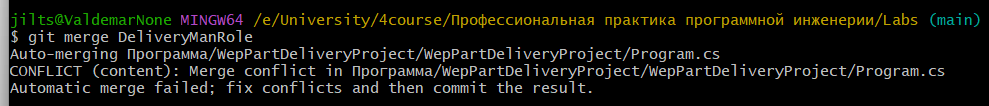 jilts@ValdemarNone MINGW64 /e/University/4course/Профессиональная практика программной инженерии/Labs (main)
$ git merge DeliveryManRole
Auto-merging Программа/WepPartDeliveryProject/WepPartDeliveryProject/Program.cs
CONFLICT (content): Merge conflict in Программа/WepPartDeliveryProject/WepPartDeliveryProject/Program.cs
Automatic merge failed; fix conflicts and then commit the result.